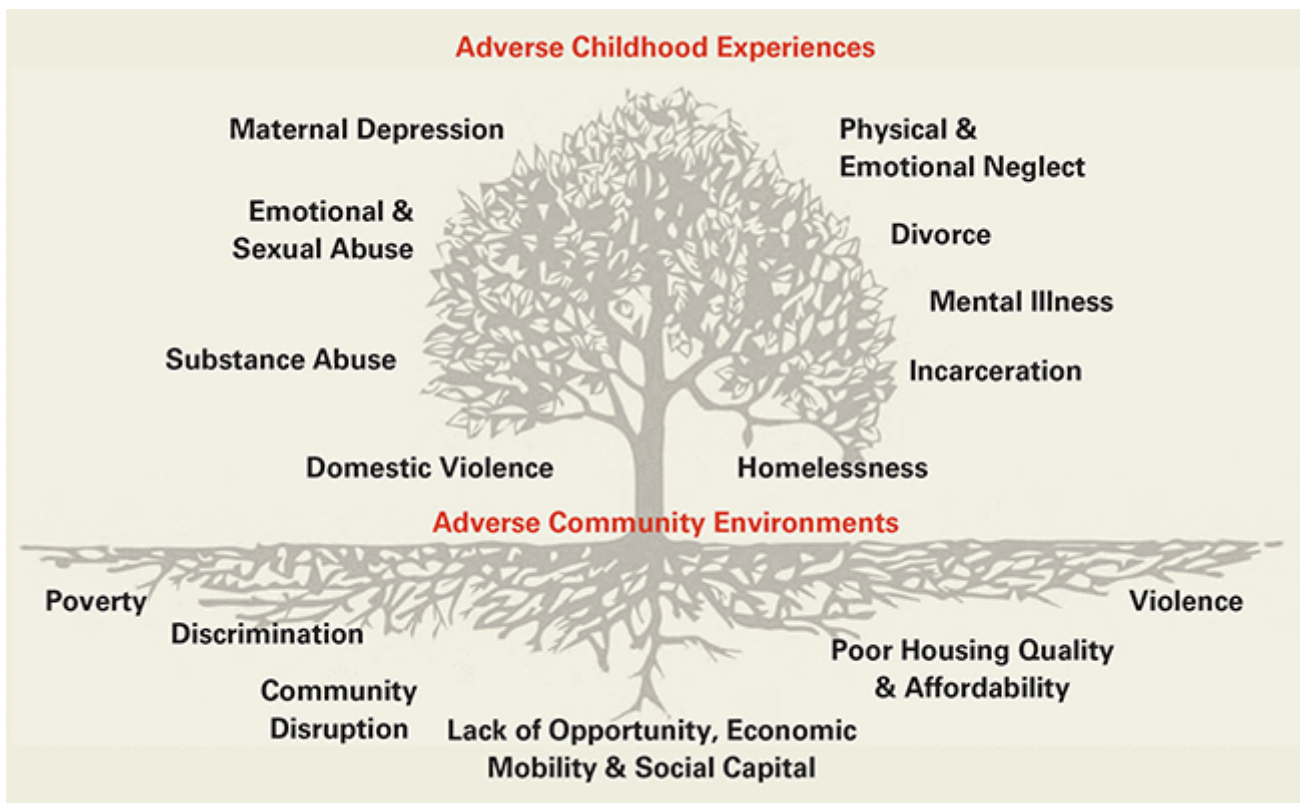 Adverse Childhood Experiences
Maternal Depression
Physical &
Emotional Neglect
Emotional &
Sexual Abuse
Divorce
Mental Illness
Substance Abuse
Incarceration
Domestic Violence
Homelessness
Adverse Community Environments
Poverty
Violence
Discrimination
Poor Housing Quality
& Affordability
Community
Disruption
Lack of Opportunity, Economic
Mobility & Social Capital